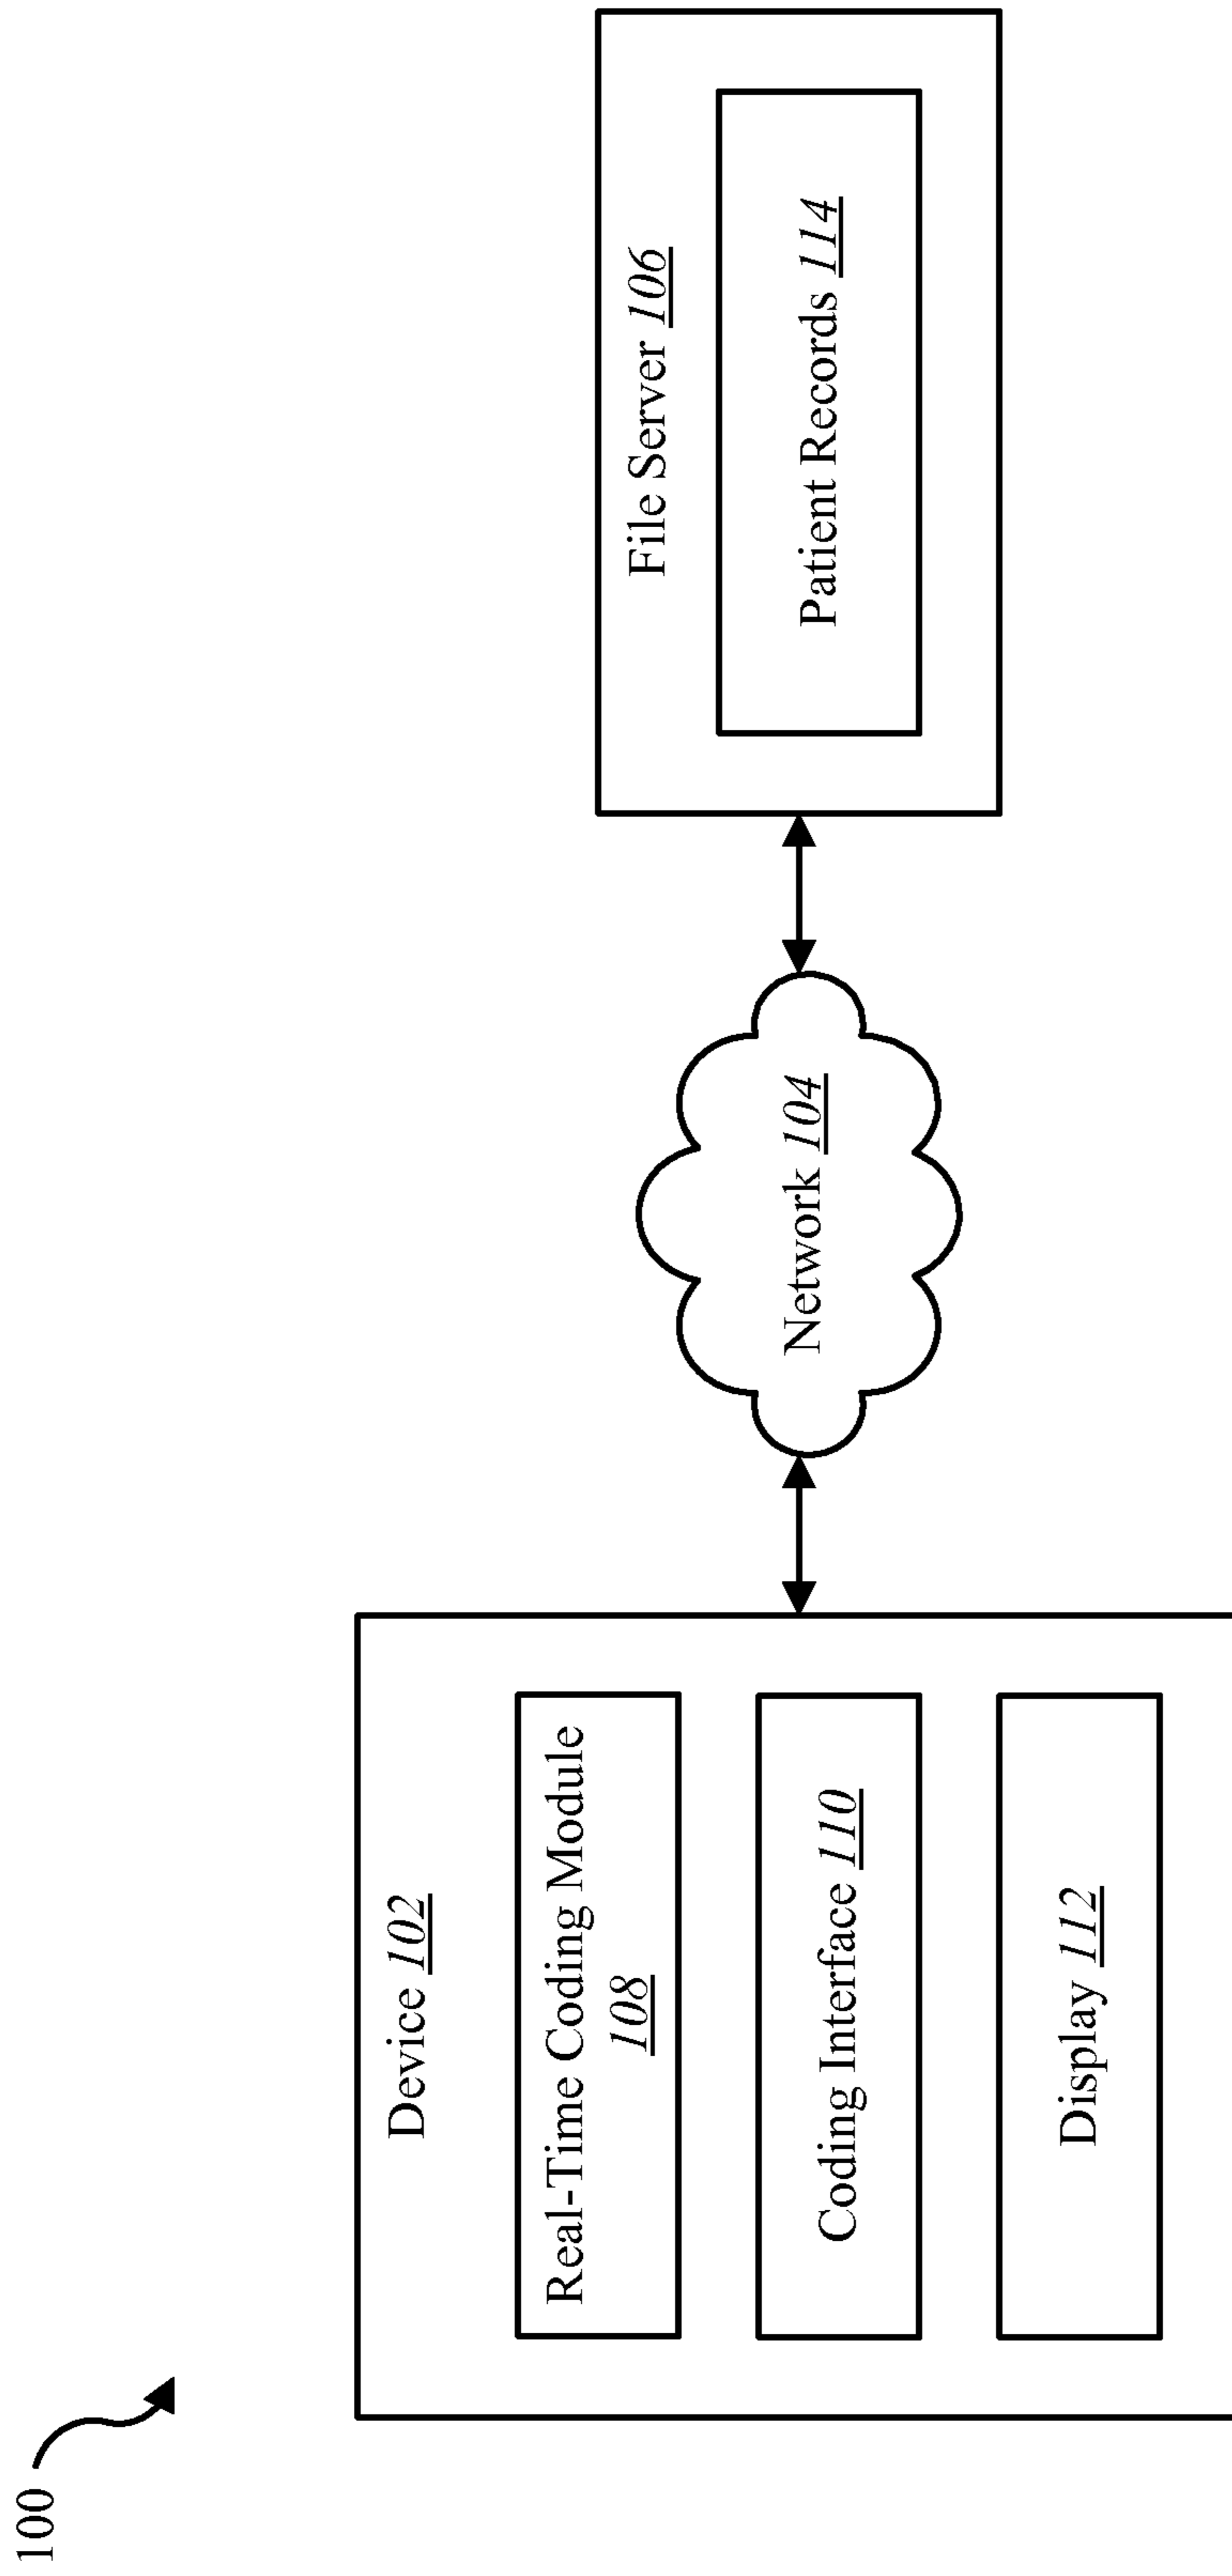 100
Device 102
Real-Time Coding Module
108
Coding Interface 110
Display 112
Network 104
File Server 106
Patient Records 114